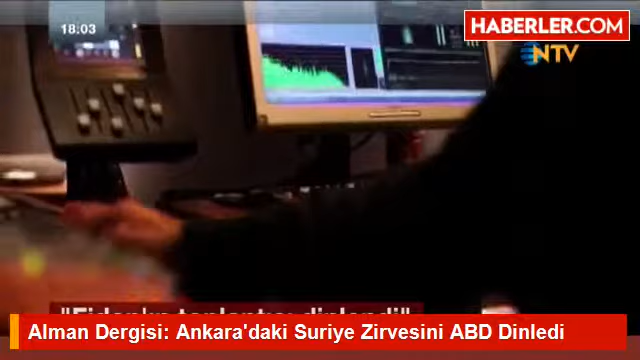 18:03
HABERLER.COM
NTV
Alman Dergisi: Ankara'daki Suriye Zirvesini ABD Dinledi